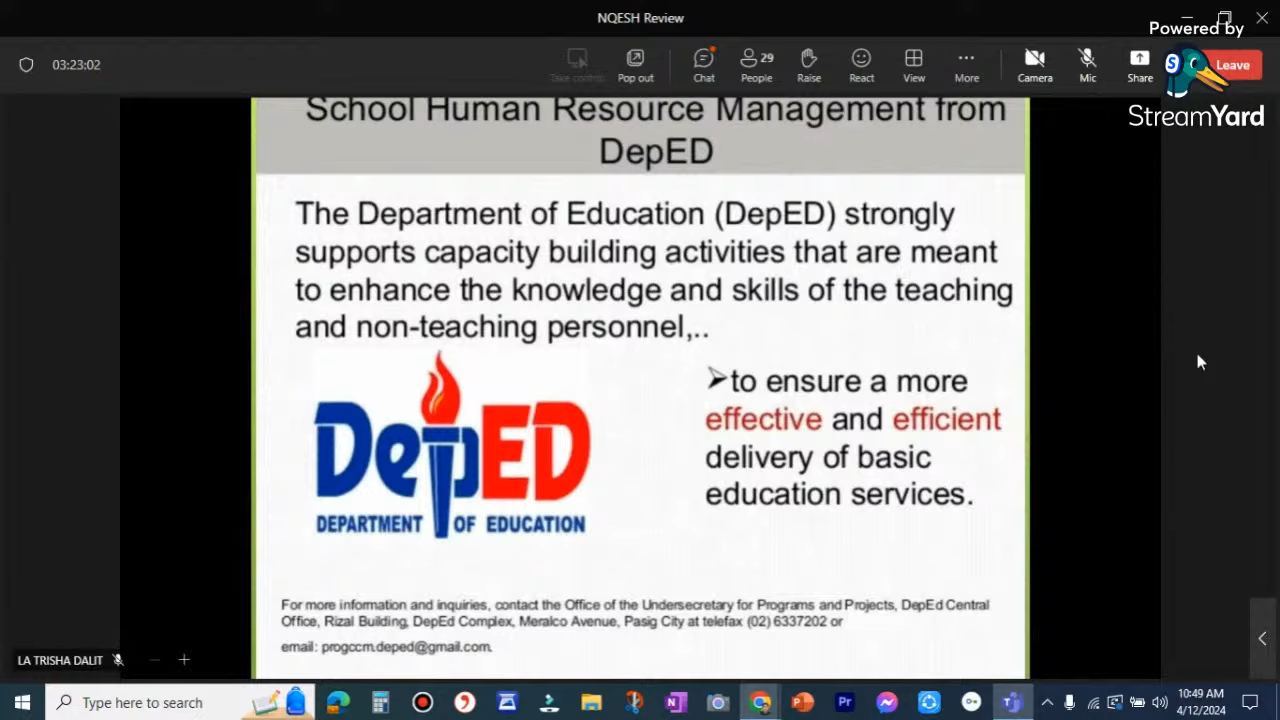 NQESH Review
Powered by
StreamYard
03:23:02
Take control
Pop out
Chat
29
People
Raise
React
View
More
Camera
Mic
Share
Leave
School Human Resource Management from
DepED
The Department of Education (DepED) strongly
supports capacity building activities that are meant
to enhance the knowledge and skills of the teaching
and non-teaching personnel,..
➢to ensure a more
effective and efficient
delivery of basic
education services.
DepED
DEPARTMENT OF EDUCATION
For more information and inquiries, contact the Office of the Undersecretary for Programs and Projects, DepEd Central
Office, Rizal Building, DepEd Complex, Meralco Avenue, Pasig City at telefax (02) 6337202 or
email: progccm.deped@gmail.com.
LA TRISHA DALIT
Type here to search
10:49 AM
4/12/2024